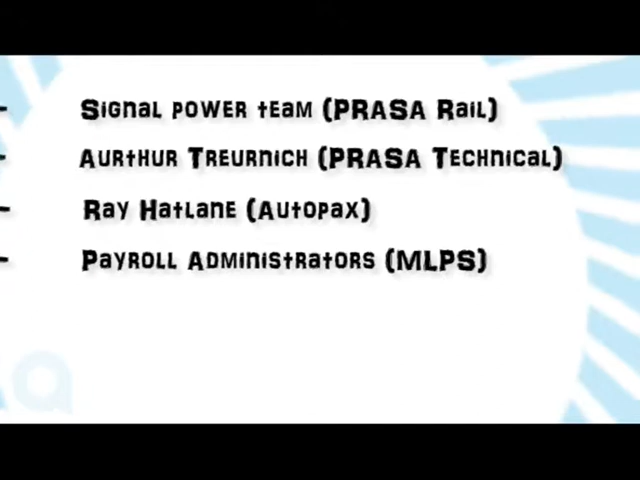 Signal power team (PRASA Rail)
Aurthur Treurnich (PRASA Technical)
Ray Hatlane (Autopax)
Payroll Administrators (MLPS)